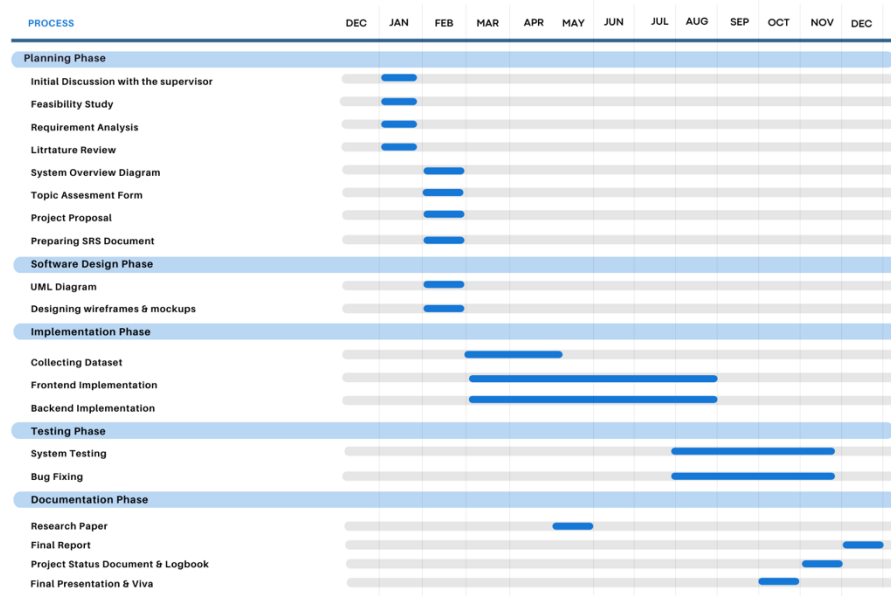 PROCESS DEC JAN FEB MAR APR MAY JUN JUL AUG SEP OCT NOV DEC
Planning Phase
Initial Discussion with the supervisor
Feasibility Study
Requirement Analysis
Litrtature Review
System Overview Diagram
Topic Assesment Form
Project Proposal
Preparing SRS Document
Software Design Phase
UML Diagram
Designing wireframes & mockups
Implementation Phase
Collecting Dataset
Frontend Implementation
Backend Implementation
Testing Phase
System Testing
Bug Fixing
Documentation Phase
Research Paper
Final Report
Project Status Document & Logbook
Final Presentation & Viva